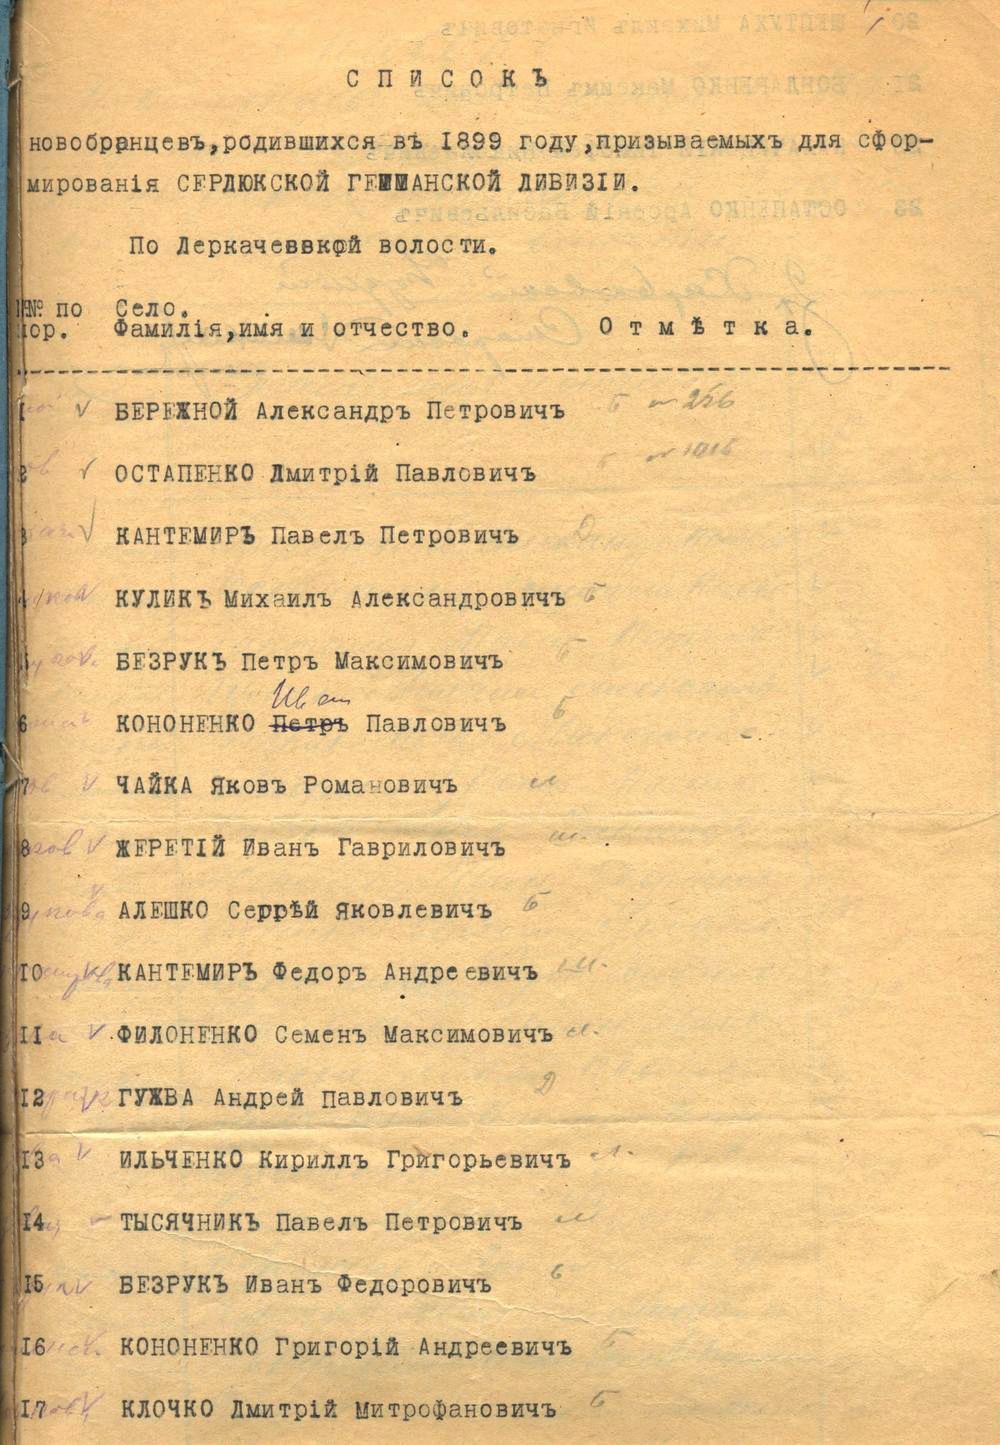 СПИСОКЪ
новобранцевъ,родившихся въ 1899 году,призываемыхъ для сфор-
мированія СЕРДЮКСКОЙ ГЕТМАНСКОЙ ДИВИЗІИ.
По Деркачеввкой волости.
№№ по Село.
пор. Фамилія,имя и отчество. Отмѣтка.
1 БЕРЕЖНОЙ Александръ Петровичъ Б 256
2 ОСТАПЕНКО Дмитрій Павловичъ Б
3 КАНТЕМИРЪ Павелъ Петровичъ Д
4 КУЛИКЪ Михаилъ Александровичъ Б
5 БЕЗРУКЪ Петръ Максимовичъ Б
Иван
6 КОНОНЕНКО Петръ Павловичъ Б
7 ЧАЙКА Яковъ Романовичъ
8 ЖЕРЕТІЙ Иванъ Гавриловичъ
9 АЛЕШКО Сергѣй Яковлевичъ Б
10 КАНТЕМИРЪ Федоръ Андреевичъ
11 ФИЛОНЕНКО Семенъ Максимовичъ
12 ГУЖВА Андрей Павловичъ Д
13 ИЛЬЧЕНКО Кириллъ Григорьевичъ
14 ТЫСЯЧНИКЪ Павелъ Петровичъ
15 БЕЗРУКЪ Иванъ Федоровичъ Б
16 КОНОНЕНКО Григорій Андреевичъ Б
17 КЛОЧКО Дмитрій Митрофановичъ Б